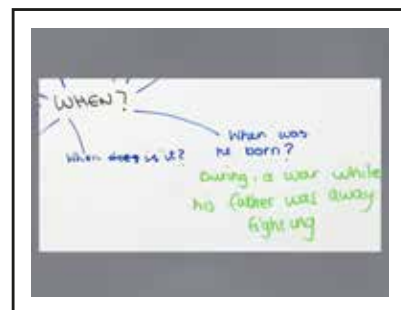 WHEN?
When does is it?
When was
he born?
During a war while
his father was away
fighting